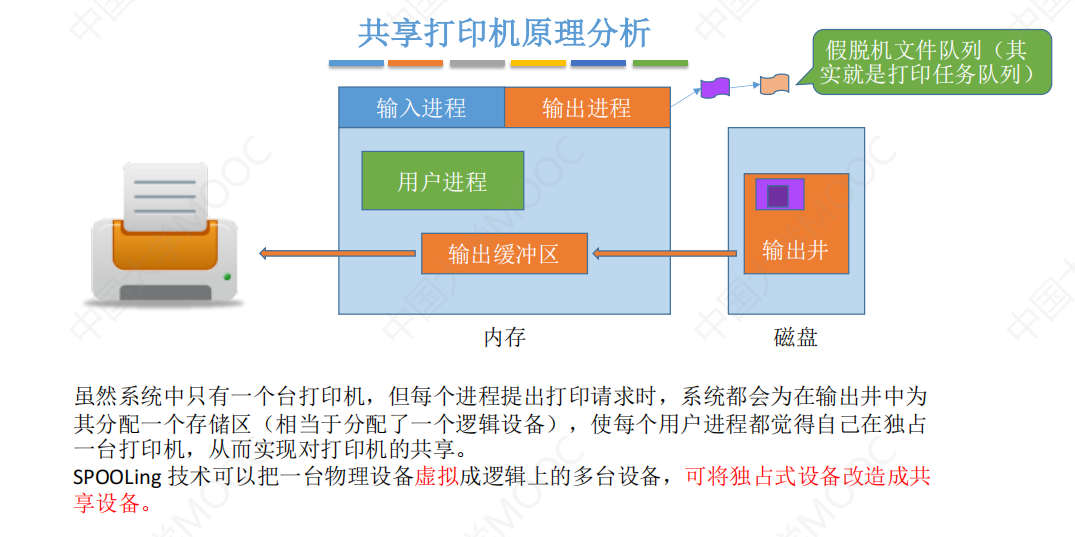 共享打印机原理分析
假脱机文件队列（其
实就是打印任务队列）
输入进程
输出进程
用户进程
输出缓冲区
输出井
内存
磁盘
虽然系统中只有一个台打印机，但每个进程提出打印请求时，系统都会为在输出井中为
其分配一个存储区（相当于分配了一个逻辑设备），使每个用户进程都觉得自己在独占
一台打印机，从而实现对打印机的共享。
SPOOLing 技术可以把一台物理设备虚拟成逻辑上的多台设备，可将独占式设备改造成共
享设备。
中国大学MOOC